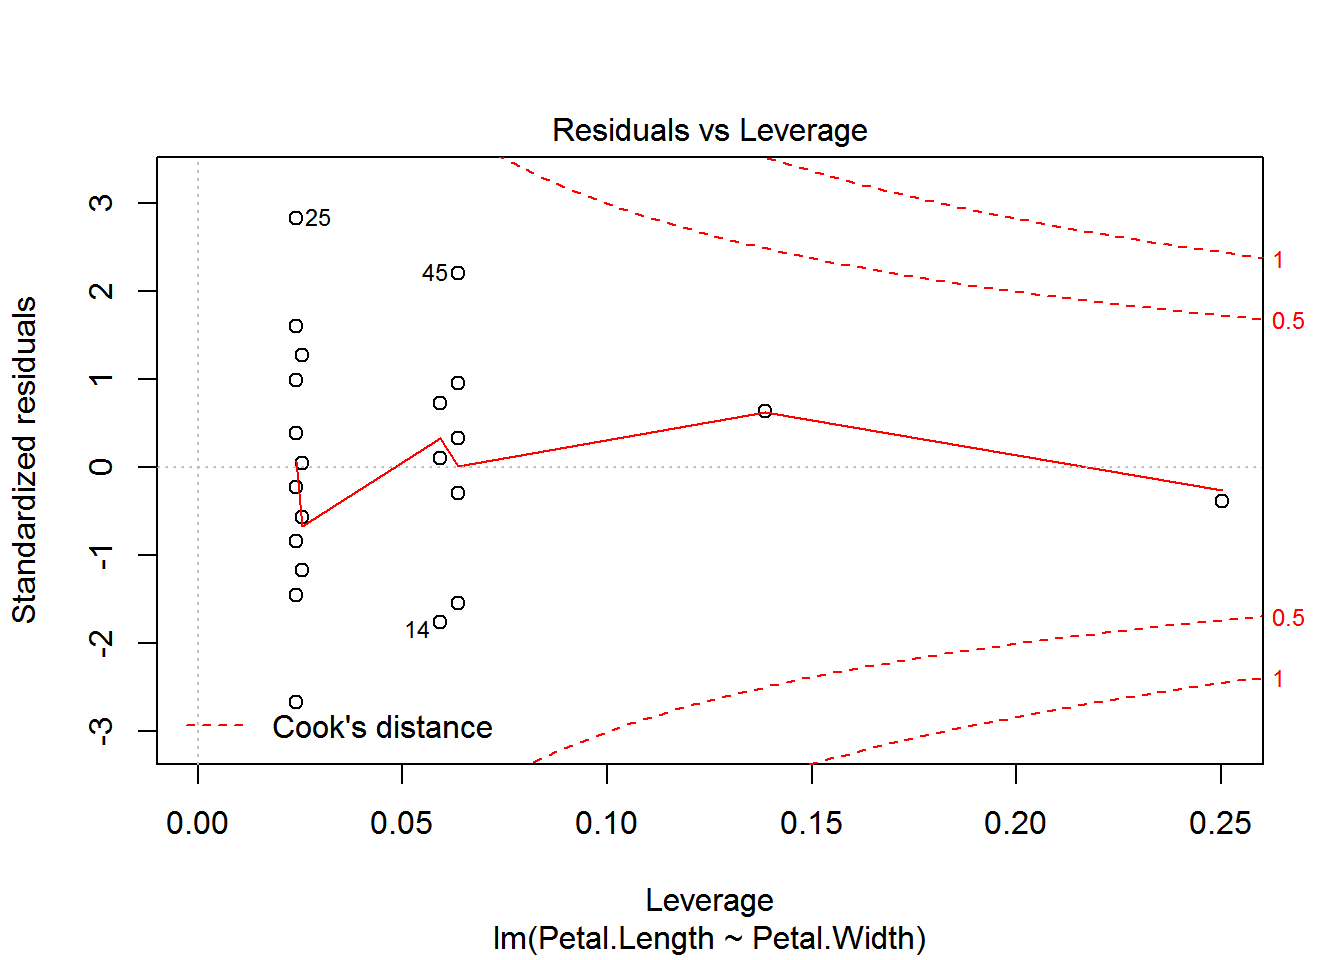 Residuals vs Leverage
Standardized residuals
3
2
1
0
-1
-2
-3
25
45
14
1
0.5
0.5
1
Cook's distance
0.00 0.05 0.10 0.15 0.20 0.25
Leverage
lm(Petal.Length ~ Petal.Width)